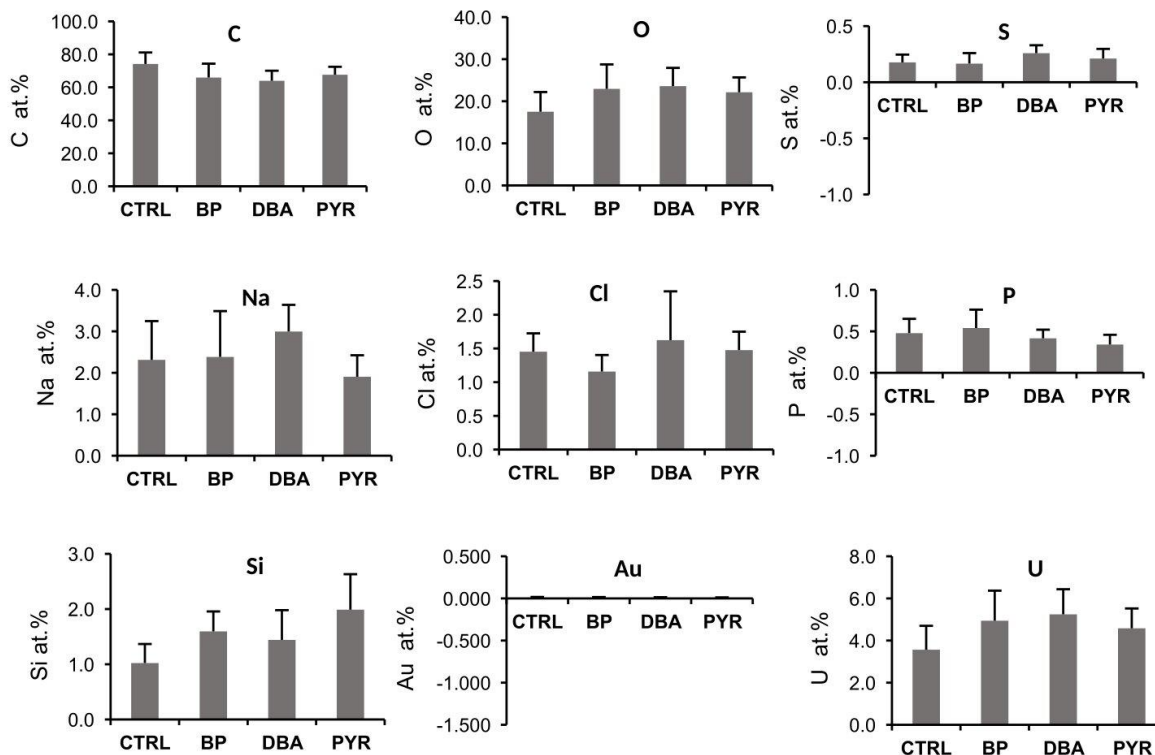 C
C at.%
100.0
80.0
60.0
40.0
20.0
0.0
CTRL BP DBA PYR
O
O at.%
40.0
30.0
20.0
10.0
0.0
CTRL BP DBA PYR
S
S at.%
0.5
0.0
-0.5
-1.0
CTRL BP DBA PYR
Na
Na at.%
4.0
3.0
2.0
1.0
0.0
CTRL BP DBA PYR
Cl
Cl at.%
2.5
2.0
1.5
1.0
0.5
0.0
CTRL BP DBA PYR
P
P at.%
1.0
0.5
0.0
-0.5
-1.0
CTRL BP DBA PYR
Si
Si at.%
3.0
2.0
1.0
0.0
CTRL BP DBA PYR
Au
Au at.%
0.500
0.000
-0.500
-1.000
-1.500
CTRL BP DBA PYR
U
U at.%
8.0
6.0
4.0
2.0
0.0
CTRL BP DBA PYR